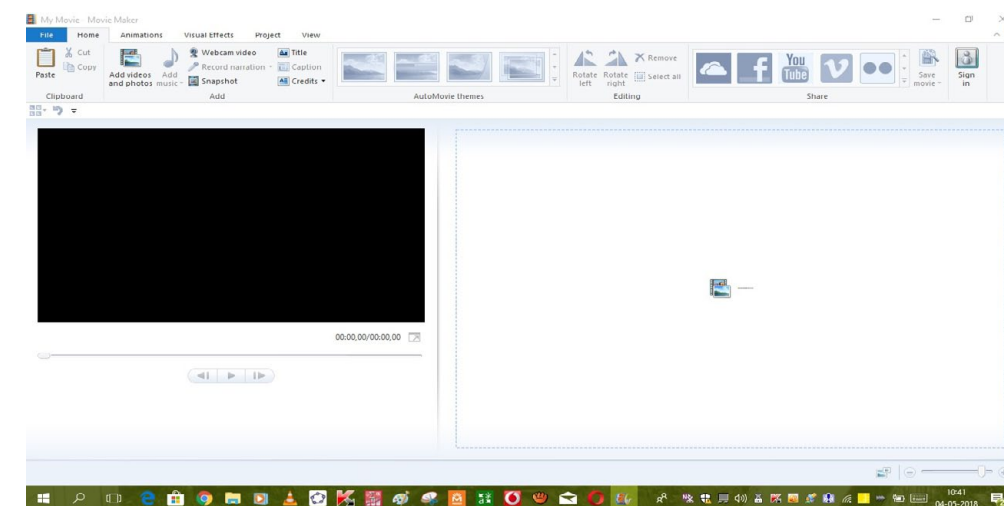 My Movie - Movie Maker
File Home Animations Visual Effects Project View
Paste
Cut
Copy
Clipboard
Add videos and photos
Add music
Webcam video
Record narration
Snapshot
Title
Caption
Credits
Add
AutoMovie themes
Rotate left
Rotate right
Remove
Select all
Editing
You Tube
Share
Save movie
Sign in
00:00,00/00:00,00
10:41
04-05-2018